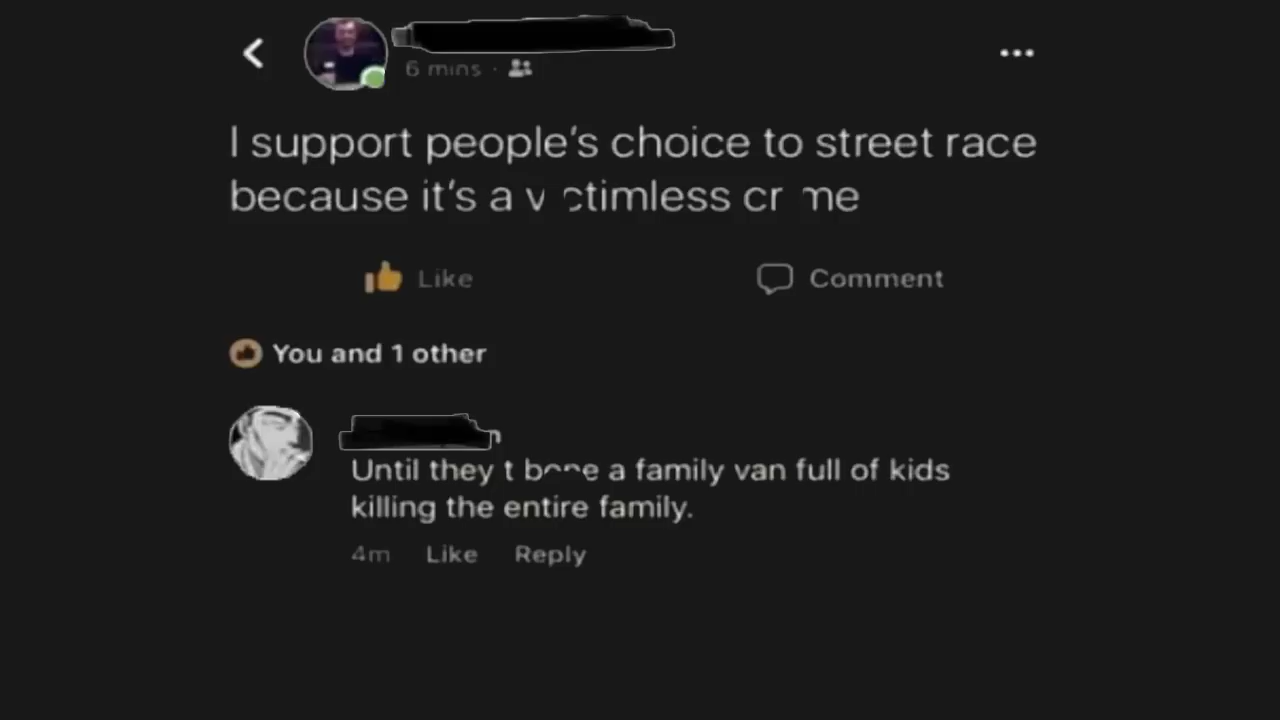 6 mins ·
I support people's choice to street race
because it's a victimless crime
Like Comment
You and 1 other
Until they t bone a family van full of kids
killing the entire family.
4m Like Reply